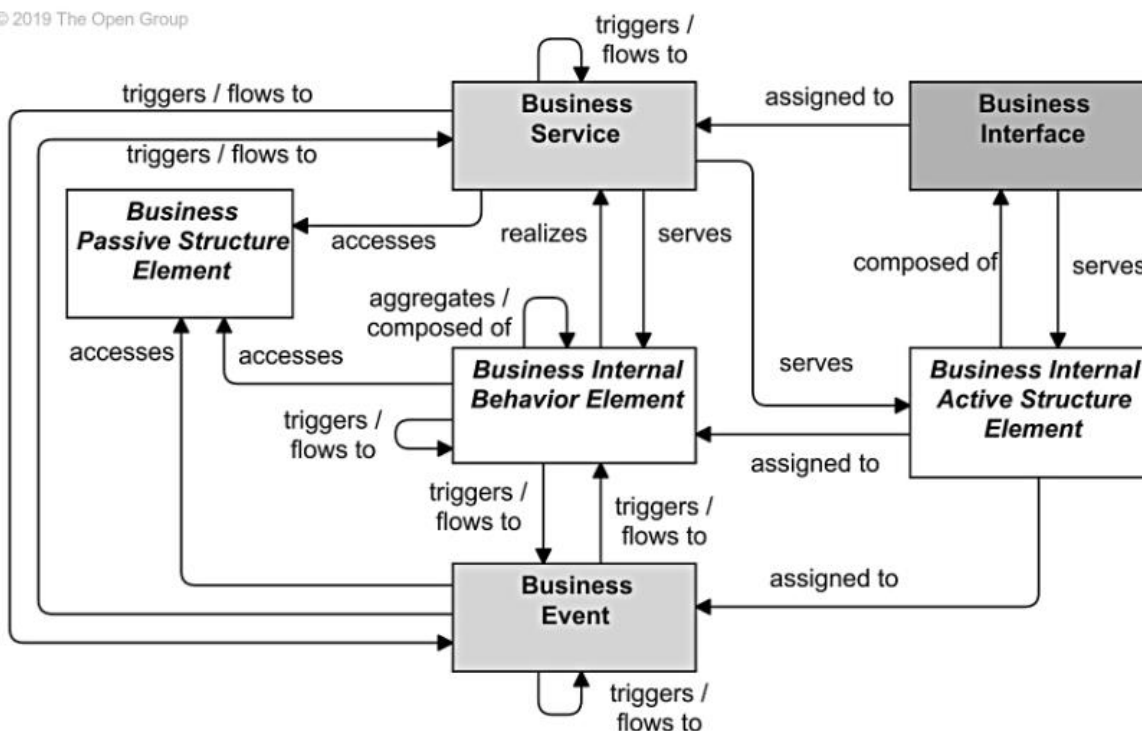 © 2019 The Open Group
triggers /
flows to
triggers / flows to
Business
Service
assigned to
Business
Interface
triggers / flows to
Business
Passive Structure
Element
accesses
realizes
serves
composed of
serves
aggregates /
composed of
accesses
accesses
serves
Business Internal
Behavior Element
Business Internal
Active Structure
Element
triggers /
flows to
assigned to
triggers /
flows to
triggers /
flows to
Business
Event
assigned to
triggers /
flows to